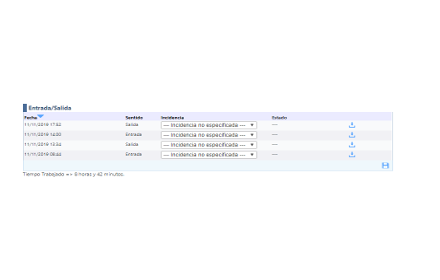 Entrada/Salida
Fecha Sentido Incidencia Estado
11/11/2019 17:52 Salida --- Incidencia no especificada --- ---
11/11/2019 14:30 Entrada --- Incidencia no especificada --- ---
11/11/2019 13:34 Salida --- Incidencia no especificada --- ---
11/11/2019 08:44 Entrada --- Incidencia no especificada --- ---
Tiempo Trabajado => 8 horas y 42 minutos.